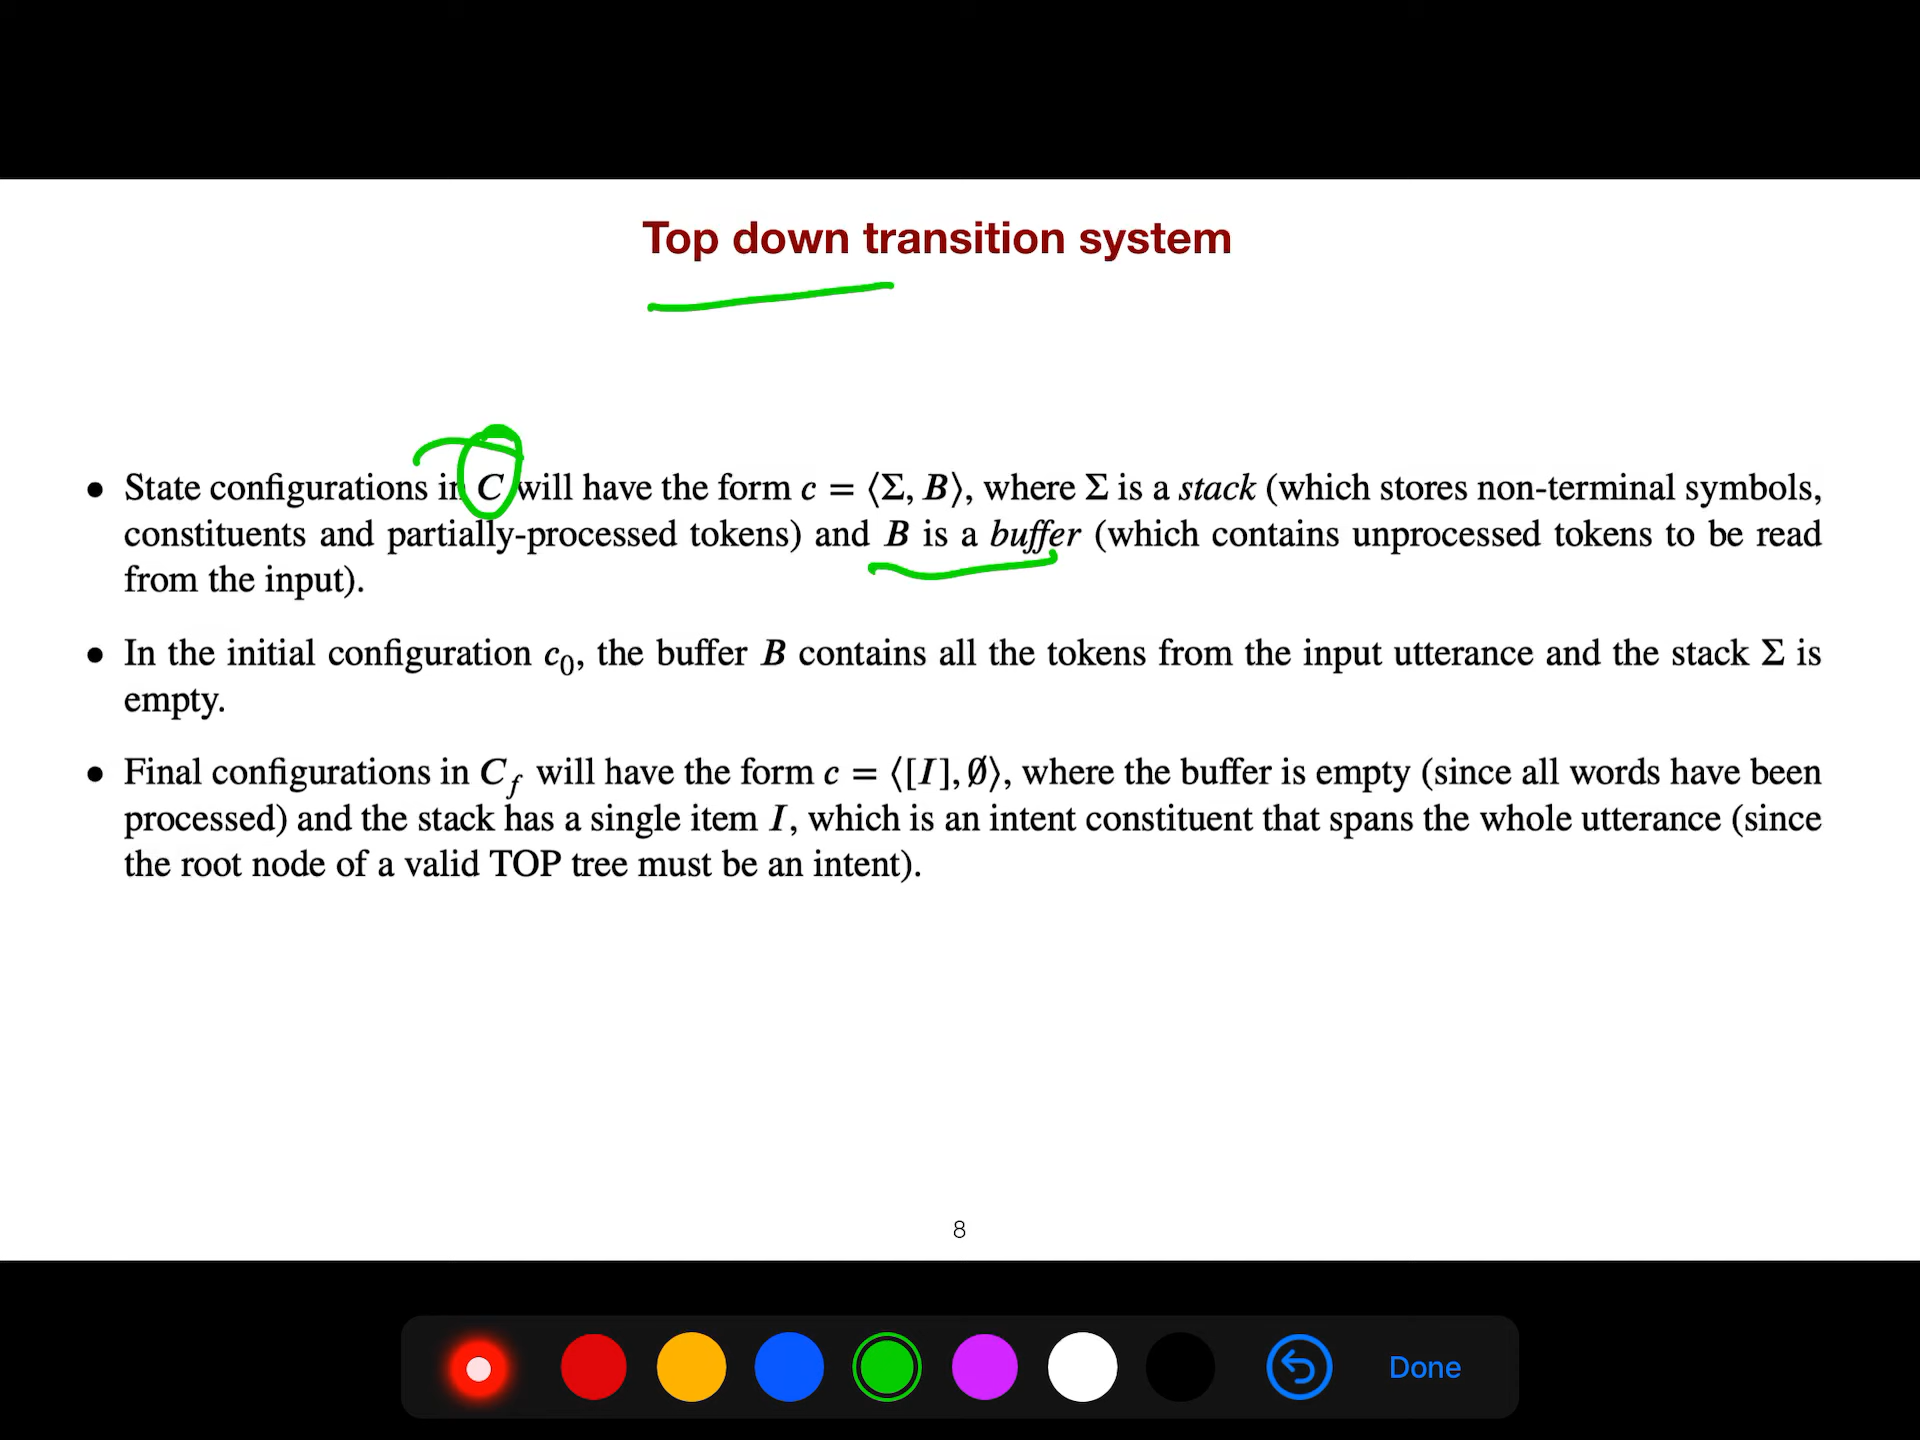 Top down transition system
• State configurations in C will have the form c = ⟨Σ, B⟩, where Σ is a stack (which stores non-terminal symbols,
constituents and partially-processed tokens) and B is a buffer (which contains unprocessed tokens to be read
from the input).
• In the initial configuration c₀, the buffer B contains all the tokens from the input utterance and the stack Σ is
empty.
• Final configurations in C_f will have the form c = ⟨[I], ∅⟩, where the buffer is empty (since all words have been
processed) and the stack has a single item I, which is an intent constituent that spans the whole utterance (since
the root node of a valid TOP tree must be an intent).
8
Done